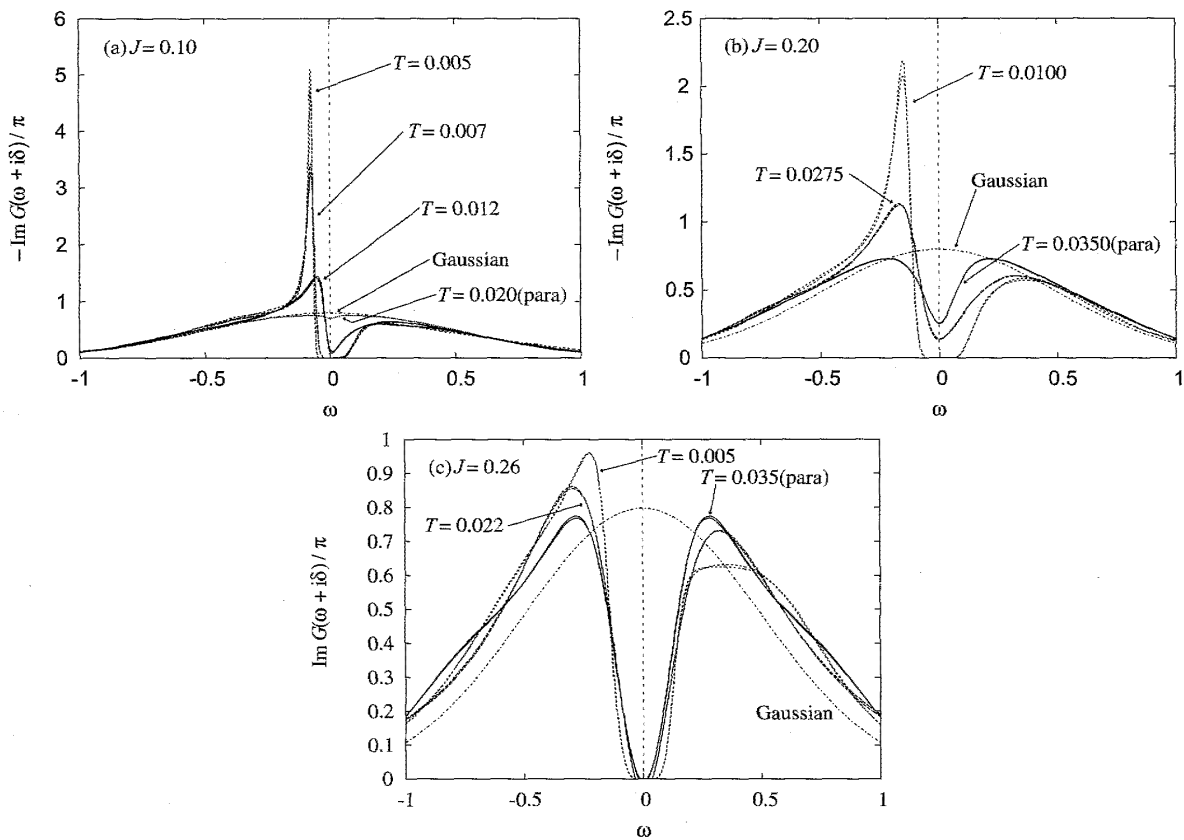 (a) J = 0.10
T = 0.005
T = 0.007
T = 0.012
Gaussian
T = 0.020(para)
−Im G(ω + iδ) / π
6
5
4
3
2
1
0
-1
-0.5
0
0.5
1
ω
(b) J = 0.20
T = 0.0100
T = 0.0275
Gaussian
T = 0.0350(para)
−Im G(ω + iδ) / π
2.5
2
1.5
1
0.5
0
-1
-0.5
0
0.5
1
ω
(c) J = 0.26
T = 0.005
T = 0.035(para)
T = 0.022
Gaussian
Im G(ω + iδ) / π
1
0.9
0.8
0.7
0.6
0.5
0.4
0.3
0.2
0.1
0
-1
-0.5
0
0.5
1
ω